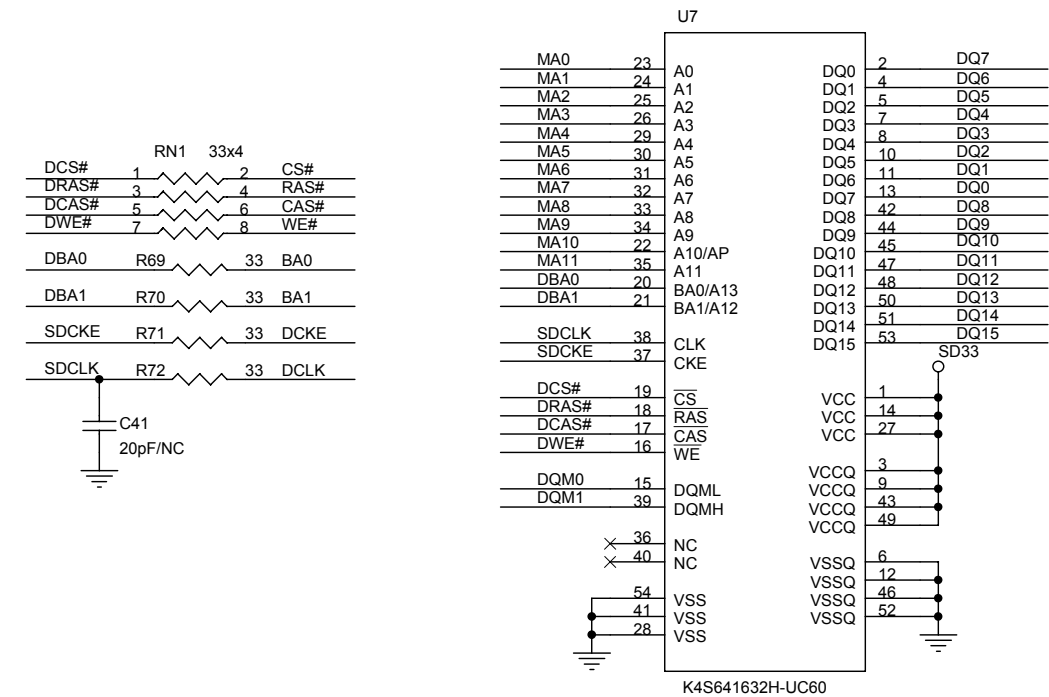 RN1 33x4
DCS# 1 2 CS#
DRAS# 3 4 RAS#
DCAS# 5 6 CAS#
DWE# 7 8 WE#
DBA0 R69 33 BA0
DBA1 R70 33 BA1
SDCKE R71 33 DCKE
SDCLK R72 33 DCLK
C41
20pF/NC
U7
MA0 23 A0 DQ0 2 DQ7
MA1 24 A1 DQ1 4 DQ6
MA2 25 A2 DQ2 5 DQ5
MA3 26 A3 DQ3 7 DQ4
MA4 29 A4 DQ4 8 DQ3
MA5 30 A5 DQ5 10 DQ2
MA6 31 A6 DQ6 11 DQ1
MA7 32 A7 DQ7 13 DQ0
MA8 33 A8 DQ8 42 DQ8
MA9 34 A9 DQ9 44 DQ9
MA10 22 A10/AP DQ10 45 DQ10
MA11 35 A11 DQ11 47 DQ11
DBA0 20 BA0/A13 DQ12 48 DQ12
DBA1 21 BA1/A12 DQ13 50 DQ13
DQ14 51 DQ14
SDCLK 38 CLK DQ15 53 DQ15
SDCKE 37 CKE
SD33
DCS# 19 CS VCC 1
DRAS# 18 RAS VCC 14
DCAS# 17 CAS VCC 27
DWE# 16 WE
VCCQ 3
DQM0 15 DQML VCCQ 9
DQM1 39 DQMH VCCQ 43
VCCQ 49
36 NC
40 NC VSSQ 6
VSSQ 12
54 VSS VSSQ 46
41 VSS VSSQ 52
28 VSS
K4S641632H-UC60